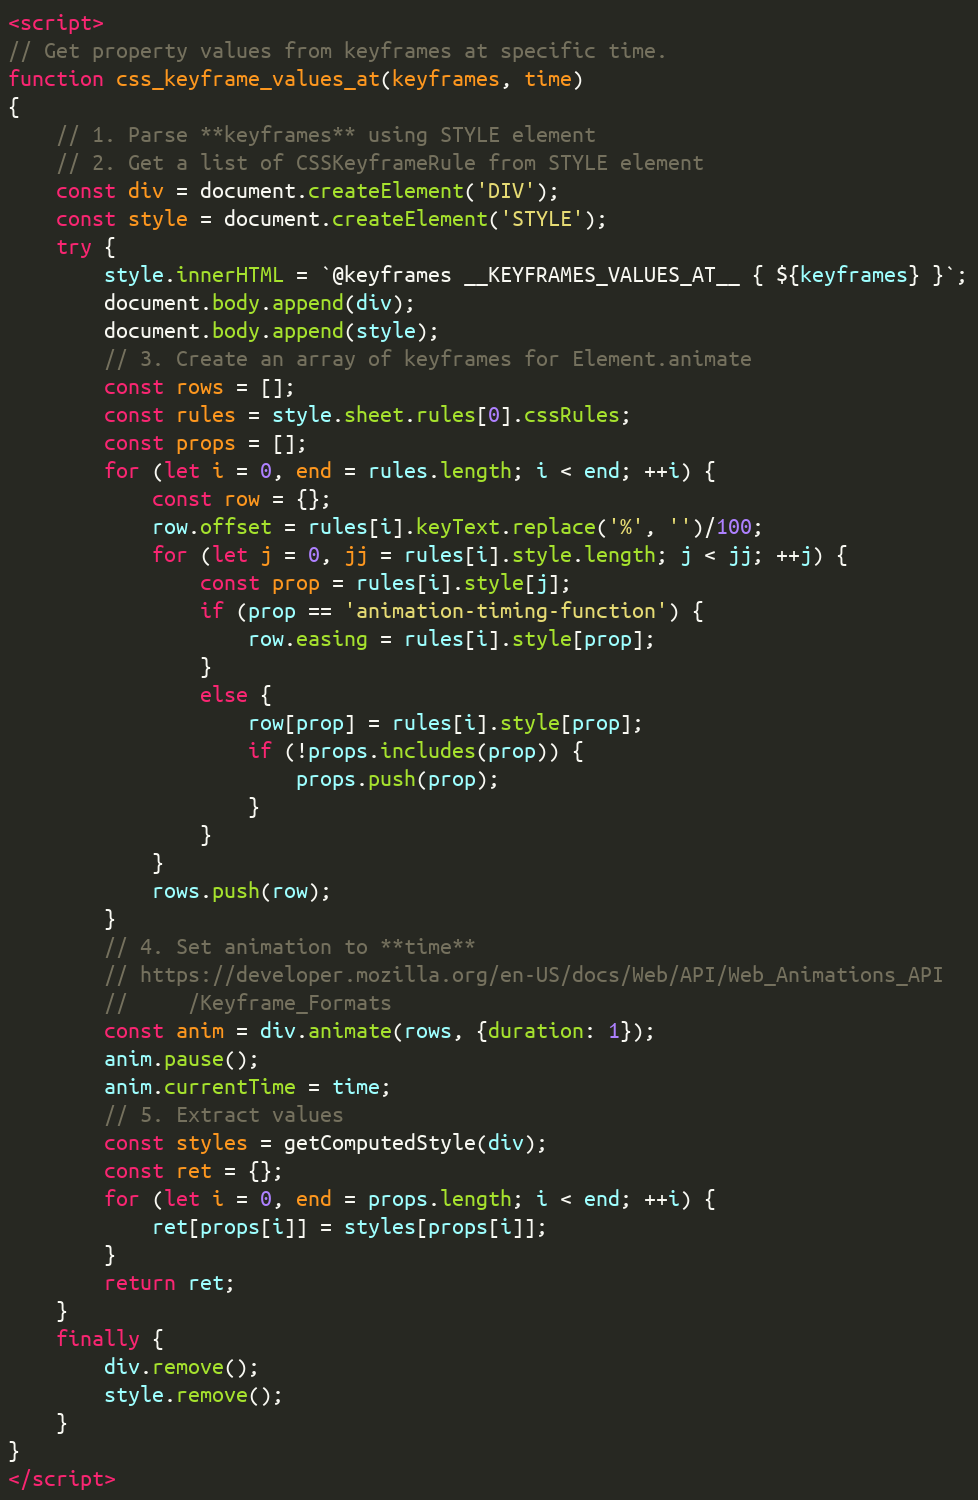 <script>
// Get property values from keyframes at specific time.
function css_keyframe_values_at(keyframes, time)
{
    // 1. Parse **keyframes** using STYLE element
    // 2. Get a list of CSSKeyframeRule from STYLE element
    const div = document.createElement('DIV');
    const style = document.createElement('STYLE');
    try {
        style.innerHTML = `@keyframes __KEYFRAMES_VALUES_AT__ { ${keyframes} }`;
        document.body.append(div);
        document.body.append(style);
        // 3. Create an array of keyframes for Element.animate
        const rows = [];
        const rules = style.sheet.rules[0].cssRules;
        const props = [];
        for (let i = 0, end = rules.length; i < end; ++i) {
            const row = {};
            row.offset = rules[i].keyText.replace('%', '')/100;
            for (let j = 0, jj = rules[i].style.length; j < jj; ++j) {
                const prop = rules[i].style[j];
                if (prop == 'animation-timing-function') {
                    row.easing = rules[i].style[prop];
                }
                else {
                    row[prop] = rules[i].style[prop];
                    if (!props.includes(prop)) {
                        props.push(prop);
                    }
                }
            }
            rows.push(row);
        }
        // 4. Set animation to **time**
        // https://developer.mozilla.org/en-US/docs/Web/API/Web_Animations_API
        //     /Keyframe_Formats
        const anim = div.animate(rows, {duration: 1});
        anim.pause();
        anim.currentTime = time;
        // 5. Extract values
        const styles = getComputedStyle(div);
        const ret = {};
        for (let i = 0, end = props.length; i < end; ++i) {
            ret[props[i]] = styles[props[i]];
        }
        return ret;
    }
    finally {
        div.remove();
        style.remove();
    }
}
</script>